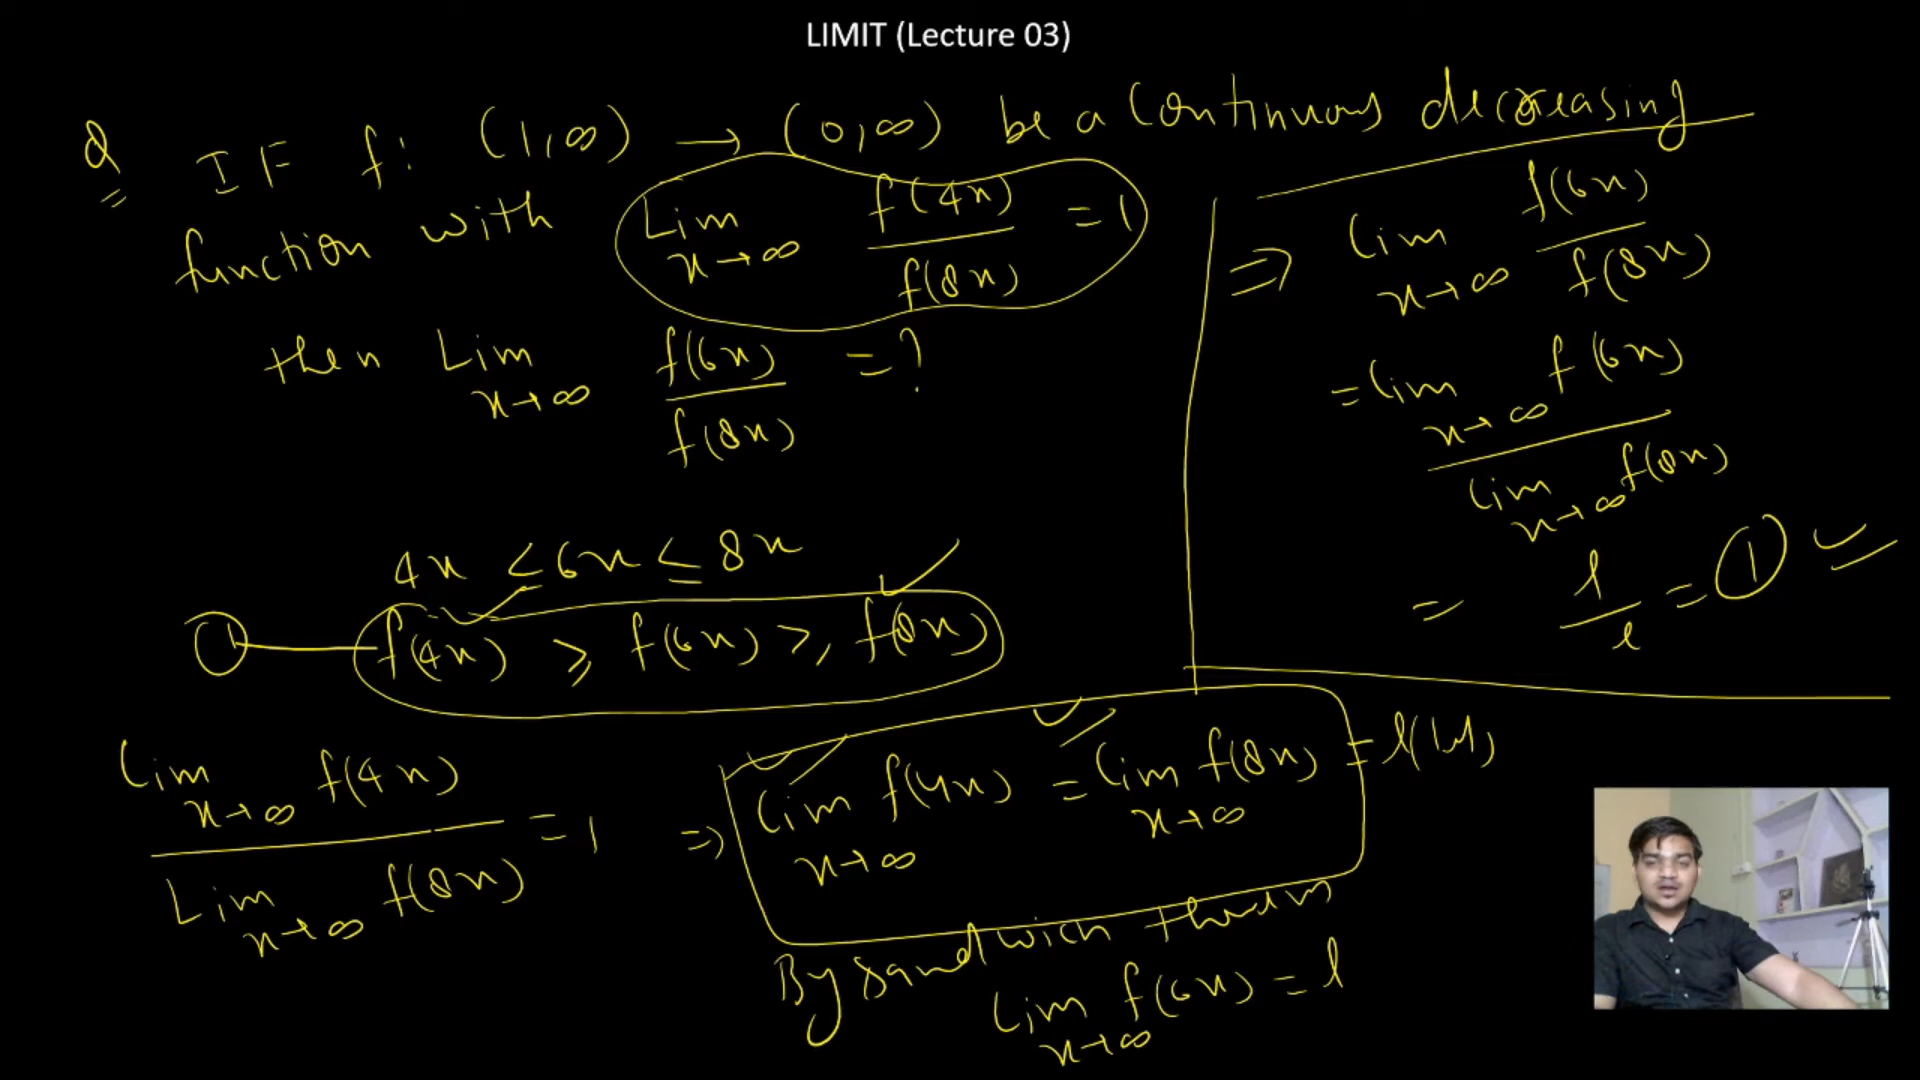 LIMIT (Lecture 03)
Q IF f: (1,∞) → (0,∞) be a continuous decreasing
function with Lim x→∞ f(4x)/f(8x) = 1
then Lim x→∞ f(6x)/f(8x) = ?
4x ≤ 6x ≤ 8x
① f(4x) ≥ f(6x) ≥ f(8x)
Lim x→∞ f(4x) / Lim x→∞ f(8x) = 1 ⇒ Lim x→∞ f(4x) = Lim x→∞ f(8x) = l
By sandwich
Lim x→∞ f(6x) = l
⇒ Lim x→∞ f(6x)/f(8x)
= Lim x→∞ f(6x) / Lim x→∞ f(8x)
= l/l = ①